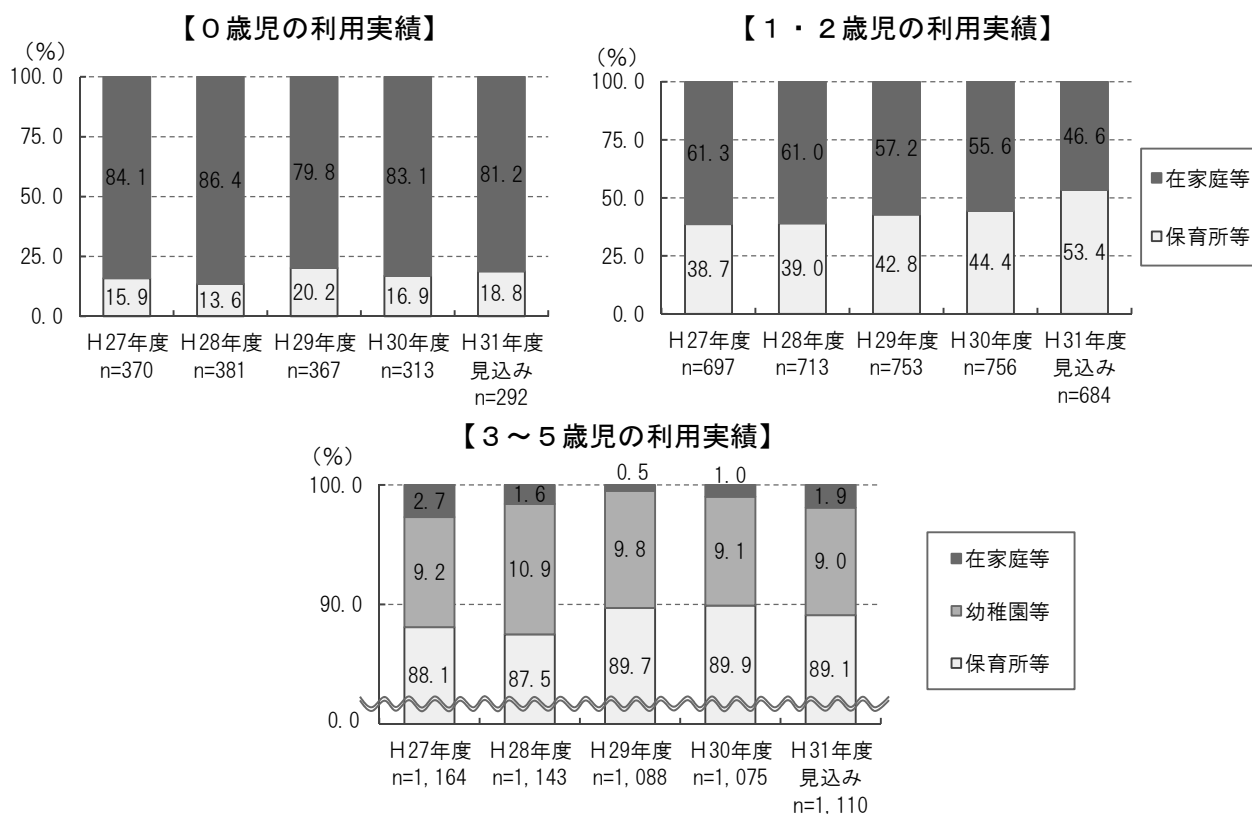 【０歳児の利用実績】
(%)
100.0
75.0
50.0
25.0
0.0
84.1
86.4
79.8
83.1
81.2
15.9
13.6
20.2
16.9
18.8
Ｈ27年度
n=370
Ｈ28年度
n=381
Ｈ29年度
n=367
Ｈ30年度
n=313
Ｈ31年度
見込み
n=292
【１・２歳児の利用実績】
(%)
100.0
75.0
50.0
25.0
0.0
61.3
61.0
57.2
55.6
46.6
38.7
39.0
42.8
44.4
53.4
Ｈ27年度
n=697
Ｈ28年度
n=713
Ｈ29年度
n=753
Ｈ30年度
n=756
Ｈ31年度
見込み
n=684
在家庭等
保育所等
【３～５歳児の利用実績】
(%)
100.0
90.0
0.0
2.7
1.6
0.5
1.0
1.9
9.2
10.9
9.8
9.1
9.0
88.1
87.5
89.7
89.9
89.1
Ｈ27年度
n=1,164
Ｈ28年度
n=1,143
Ｈ29年度
n=1,088
Ｈ30年度
n=1,075
Ｈ31年度
見込み
n=1,110
在家庭等
幼稚園等
保育所等